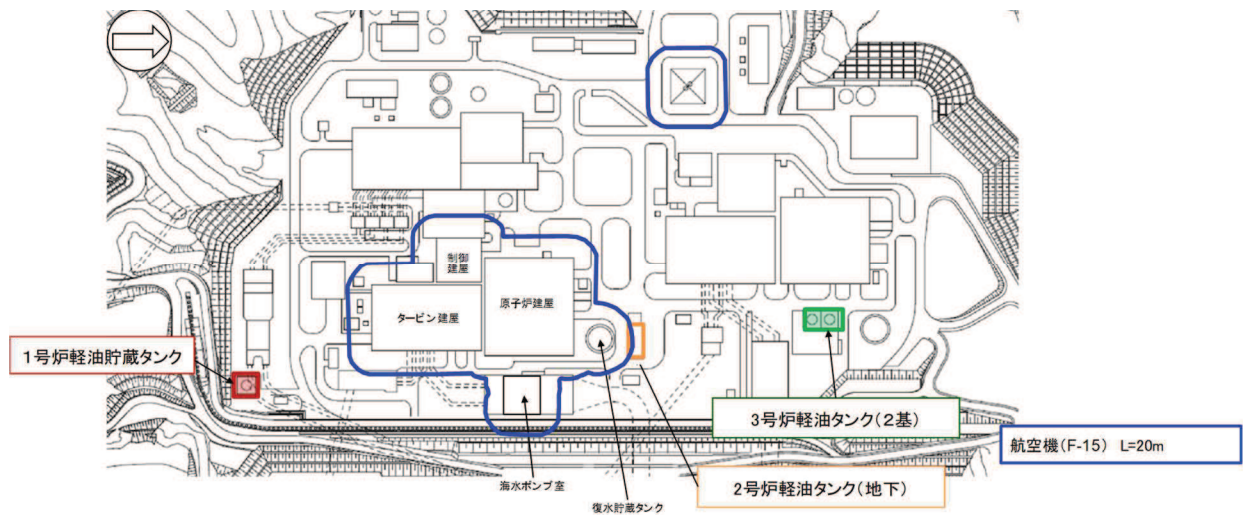 制御
建屋
タービン建屋
原子炉建屋
1号炉軽油貯蔵タンク
3号炉軽油タンク(2基)
航空機(F-15) L=20m
2号炉軽油タンク(地下)
海水ポンプ室
復水貯蔵タンク